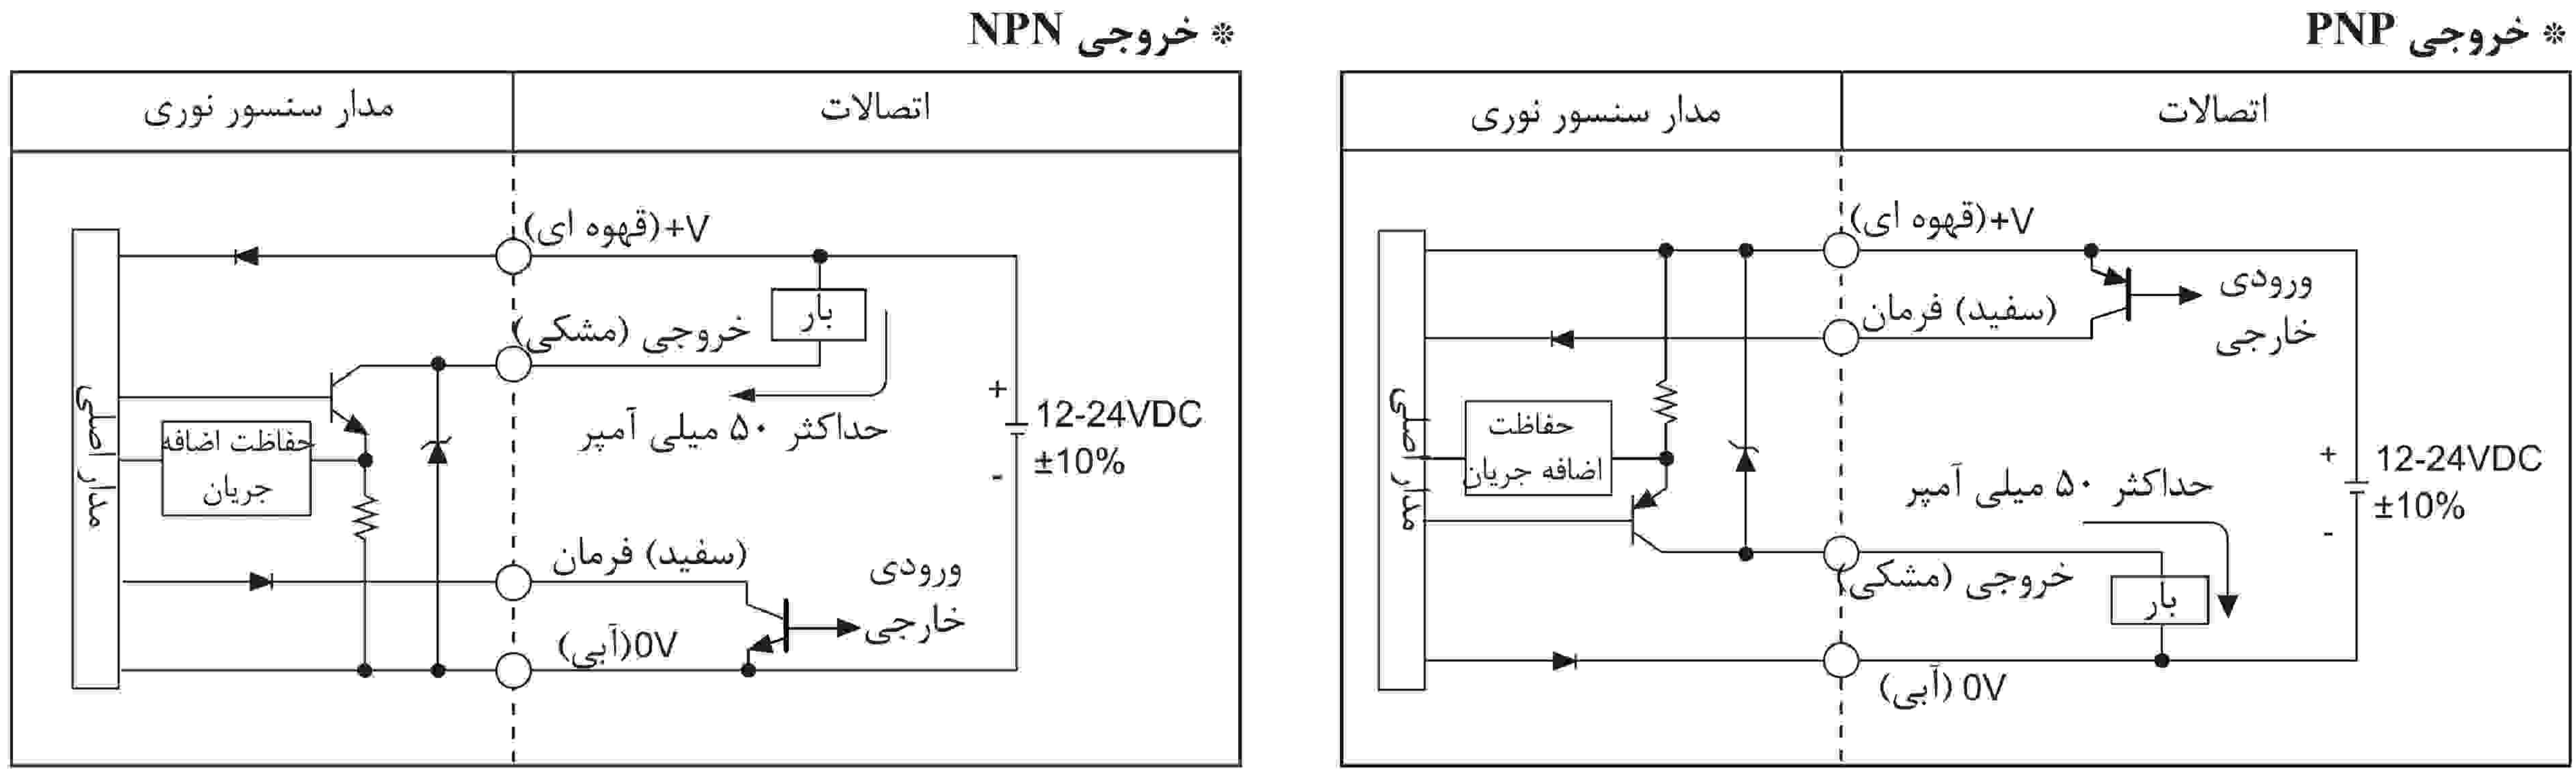 * خروجی PNP
اتصالات
مدار سنسور نوری
+V(قهوه ای)
ورودی
خارجی
(سفید) فرمان
حفاظت
اضافه جریان
مدار اصلی
حداکثر ۵۰ میلی آمپر
+
12-24VDC
±10%
-
خروجی (مشکی)
بار
0V (آبی)
* خروجی NPN
اتصالات
مدار سنسور نوری
+V(قهوه ای)
بار
خروجی (مشکی)
حداکثر ۵۰ میلی آمپر
+
12-24VDC
±10%
-
مدار اصلی
حفاظت اضافه
جریان
(سفید) فرمان
ورودی
خارجی
0V(آبی)